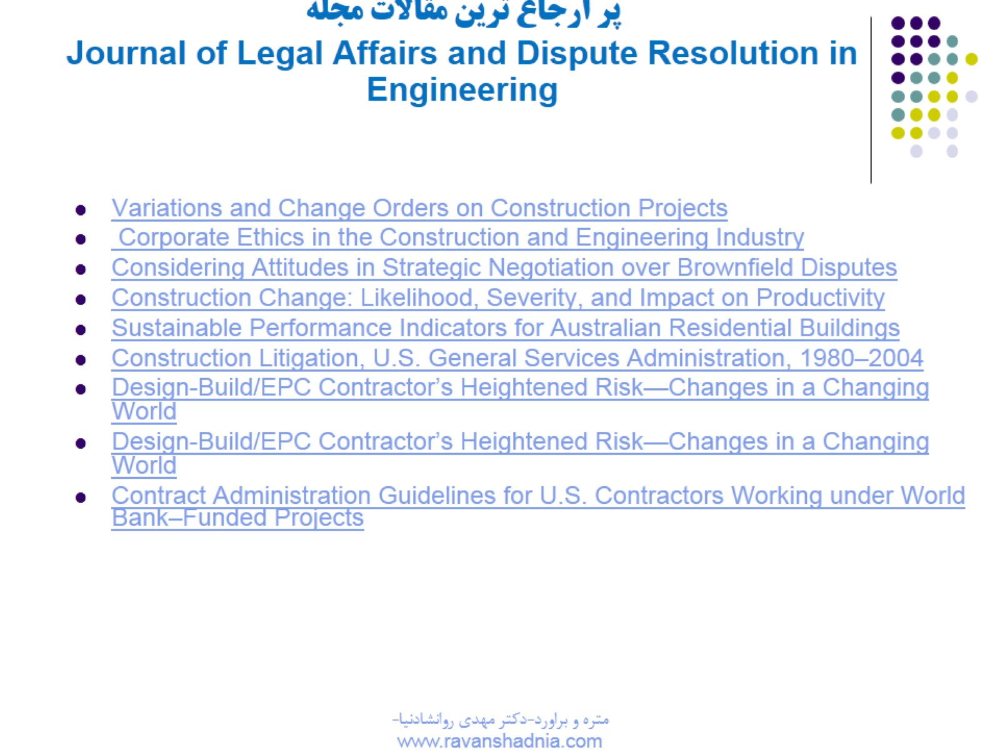 پر ارجاع ترین مقالات مجله
Journal of Legal Affairs and Dispute Resolution in
Engineering
● Variations and Change Orders on Construction Projects
● Corporate Ethics in the Construction and Engineering Industry
● Considering Attitudes in Strategic Negotiation over Brownfield Disputes
● Construction Change: Likelihood, Severity, and Impact on Productivity
● Sustainable Performance Indicators for Australian Residential Buildings
● Construction Litigation, U.S. General Services Administration, 1980–2004
● Design-Build/EPC Contractor’s Heightened Risk—Changes in a Changing
World
● Design-Build/EPC Contractor’s Heightened Risk—Changes in a Changing
World
● Contract Administration Guidelines for U.S. Contractors Working under World
Bank–Funded Projects
متره و براورد-دکتر مهدی روانشادنیا-
www.ravanshadnia.com